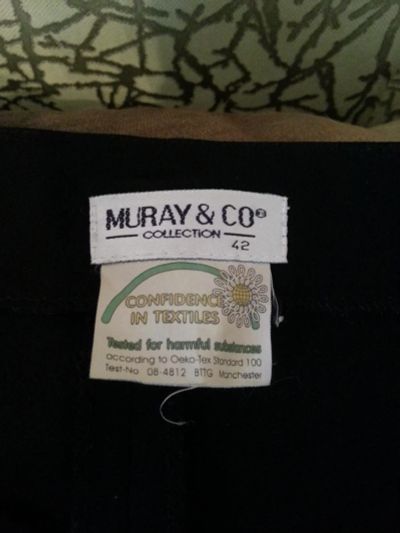 MURAY & CO®
COLLECTION
42
CONFIDENCE
IN TEXTILES
Tested for harmful substances
according to Oeko-Tex Standard 100
Test-No 08-4812 BTTG Manchester